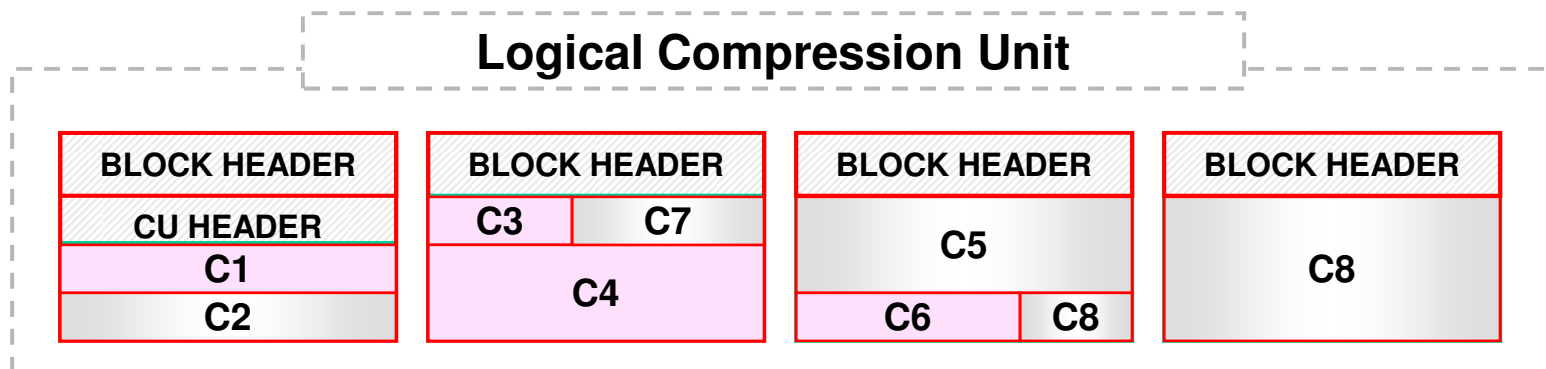 Logical Compression Unit
BLOCK HEADER
CU HEADER
C1
C2
BLOCK HEADER
C3 C7
C4
BLOCK HEADER
C5
C6 C8
BLOCK HEADER
C8